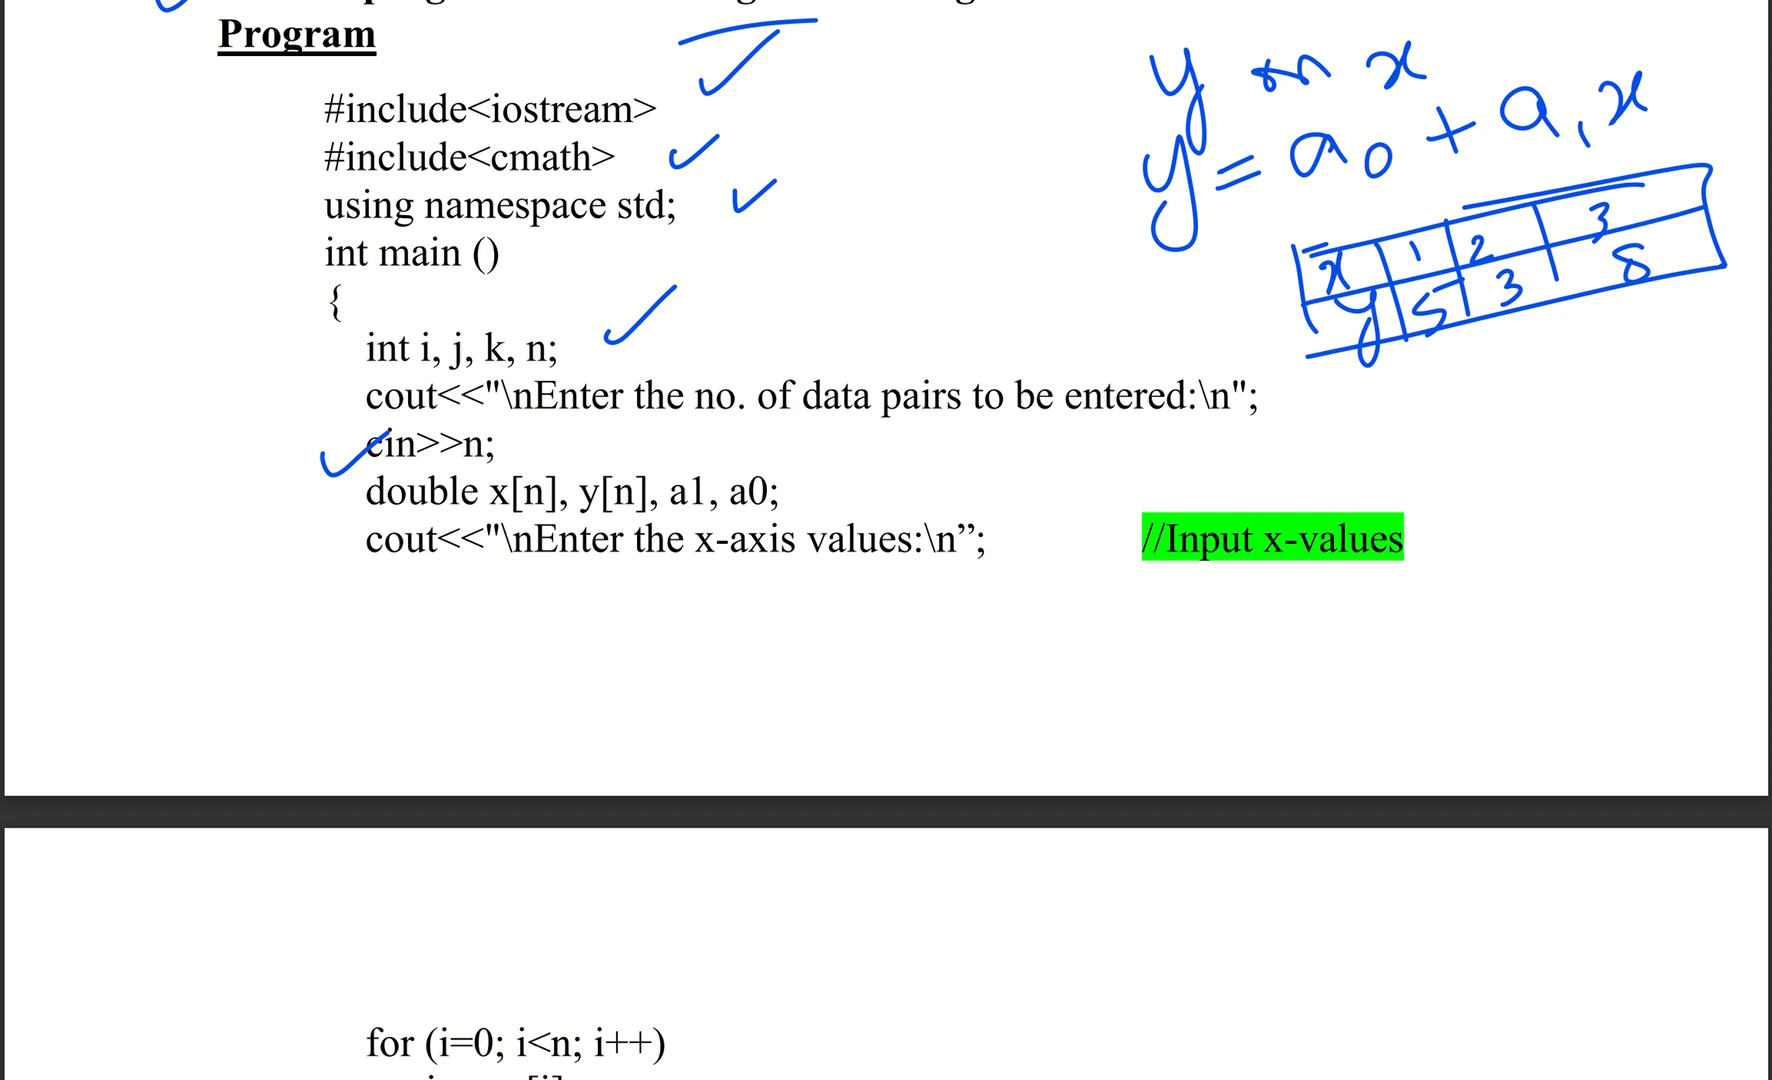 Program
#include<iostream>
#include<cmath>
using namespace std;
int main ()
{
int i, j, k, n;
cout<<"\nEnter the no. of data pairs to be entered:\n";
cin>>n;
double x[n], y[n], a1, a0;
cout<<"\nEnter the x-axis values:\n”; //Input x-values
for (i=0; i<n; i++)
y on x
y = a0 + a1x
x 1 2 3
y 5 3 8